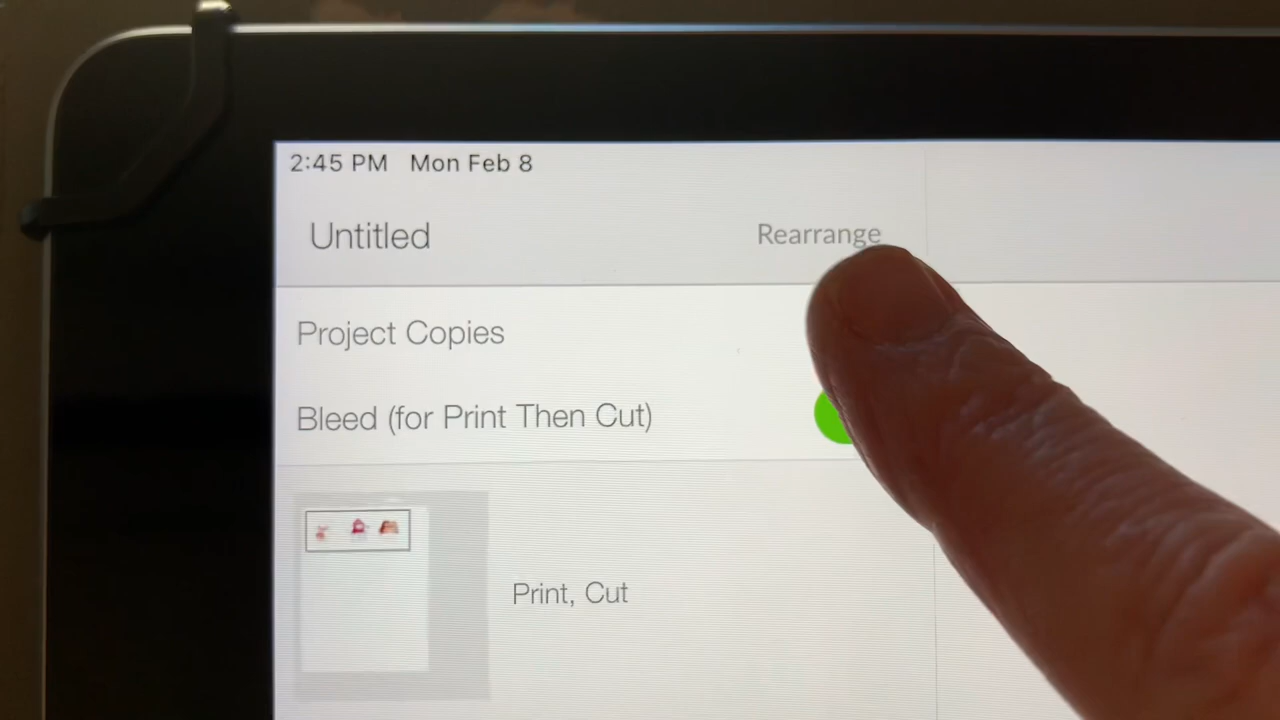 2:45 PM Mon Feb 8
Untitled Rearrange
Project Copies
Bleed (for Print Then Cut)
Print, Cut